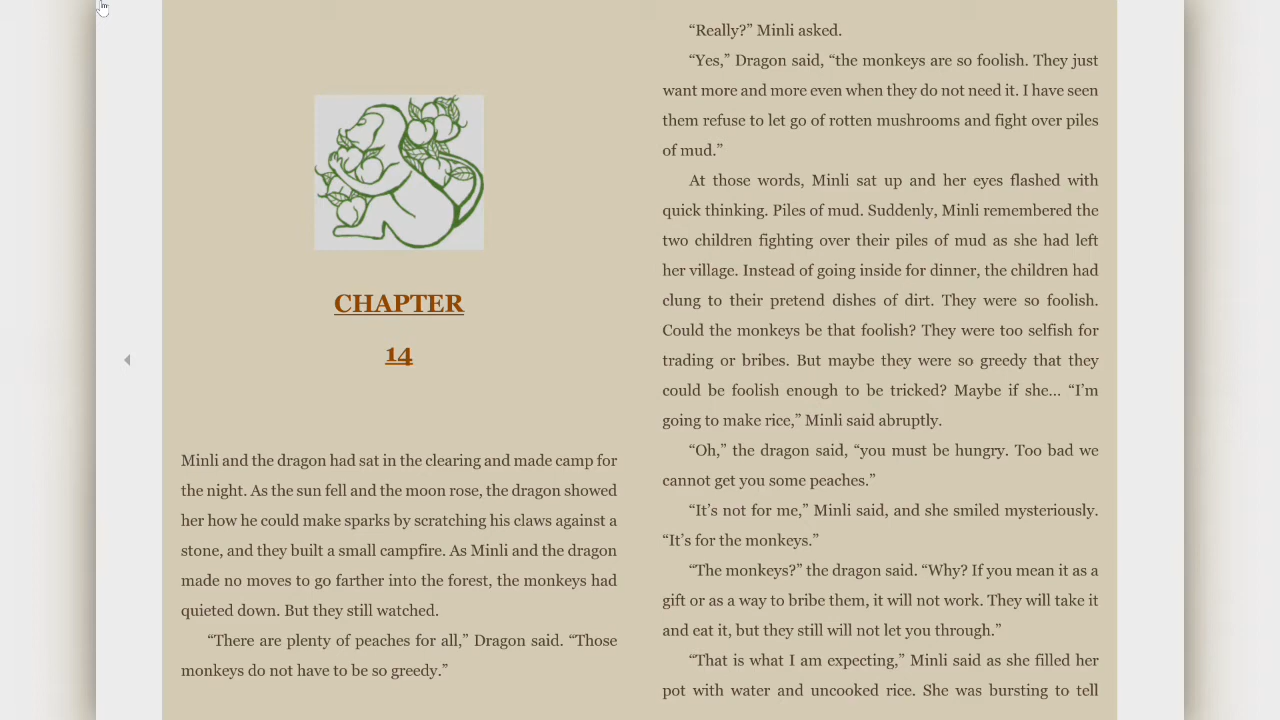 CHAPTER
14
Minli and the dragon had sat in the clearing and made camp for
the night. As the sun fell and the moon rose, the dragon showed
her how he could make sparks by scratching his claws against a
stone, and they built a small campfire. As Minli and the dragon
made no moves to go farther into the forest, the monkeys had
quieted down. But they still watched.
“There are plenty of peaches for all,” Dragon said. “Those
monkeys do not have to be so greedy.”
“Really?” Minli asked.
“Yes,” Dragon said, “the monkeys are so foolish. They just
want more and more even when they do not need it. I have seen
them refuse to let go of rotten mushrooms and fight over piles
of mud.”
At those words, Minli sat up and her eyes flashed with
quick thinking. Piles of mud. Suddenly, Minli remembered the
two children fighting over their piles of mud as she had left
her village. Instead of going inside for dinner, the children had
clung to their pretend dishes of dirt. They were so foolish.
Could the monkeys be that foolish? They were too selfish for
trading or bribes. But maybe they were so greedy that they
could be foolish enough to be tricked? Maybe if she... “I’m
going to make rice,” Minli said abruptly.
“Oh,” the dragon said, “you must be hungry. Too bad we
cannot get you some peaches.”
“It’s not for me,” Minli said, and she smiled mysteriously.
“It’s for the monkeys.”
“The monkeys?” the dragon said. “Why? If you mean it as a
gift or as a way to bribe them, it will not work. They will take it
and eat it, but they still will not let you through.”
“That is what I am expecting,” Minli said as she filled her
pot with water and uncooked rice. She was bursting to tell